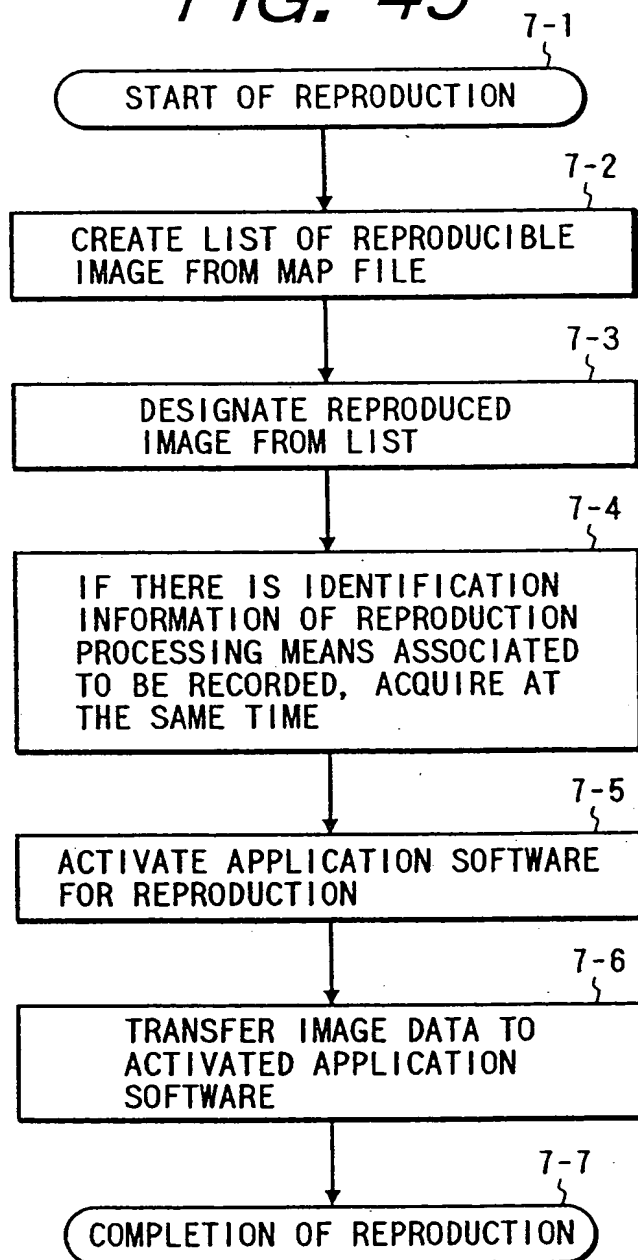 FIG. 45
7-1
START OF REPRODUCTION
7-2
CREATE LIST OF REPRODUCIBLE
IMAGE FROM MAP FILE
7-3
DESIGNATE REPRODUCED
IMAGE FROM LIST
7-4
IF THERE IS IDENTIFICATION
INFORMATION OF REPRODUCTION
PROCESSING MEANS ASSOCIATED
TO BE RECORDED, ACQUIRE AT
THE SAME TIME
7-5
ACTIVATE APPLICATION SOFTWARE
FOR REPRODUCTION
7-6
TRANSFER IMAGE DATA TO
ACTIVATED APPLICATION
SOFTWARE
7-7
COMPLETION OF REPRODUCTION